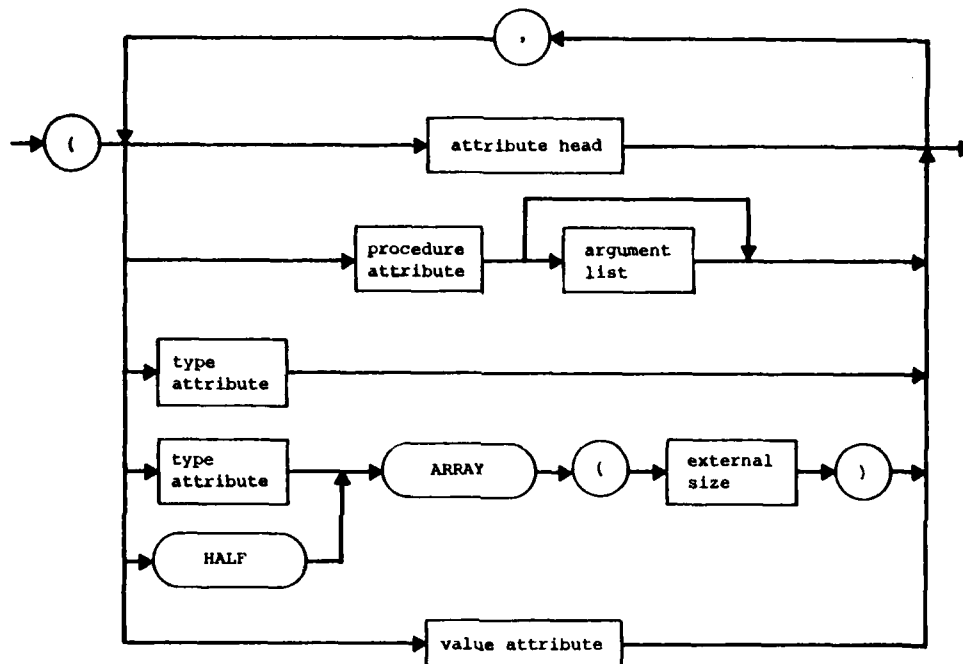 ,
(
attribute head
procedure
attribute
argument
list
type
attribute
type
attribute
ARRAY
(
external
size
)
HALF
value attribute